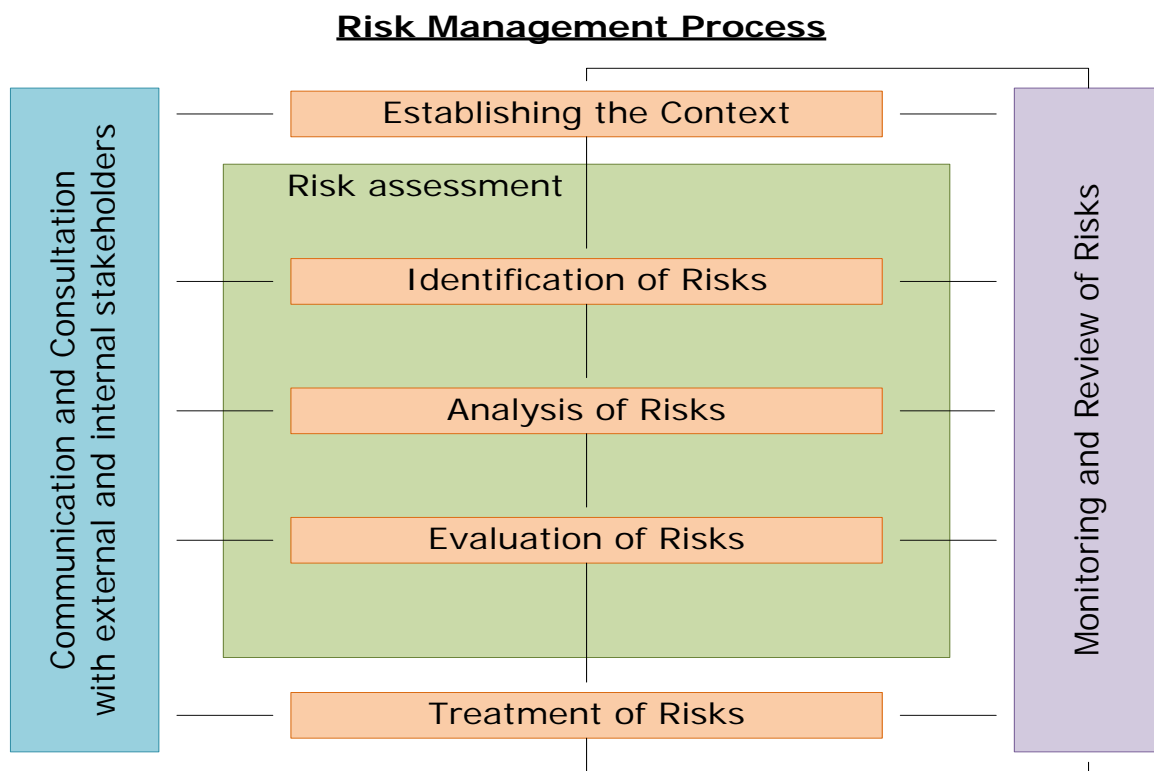 Risk Management Process
Establishing the Context
Risk assessment
Identification of Risks
Analysis of Risks
Evaluation of Risks
Treatment of Risks
Communication and Consultation
with external and internal stakeholders
Monitoring and Review of Risks